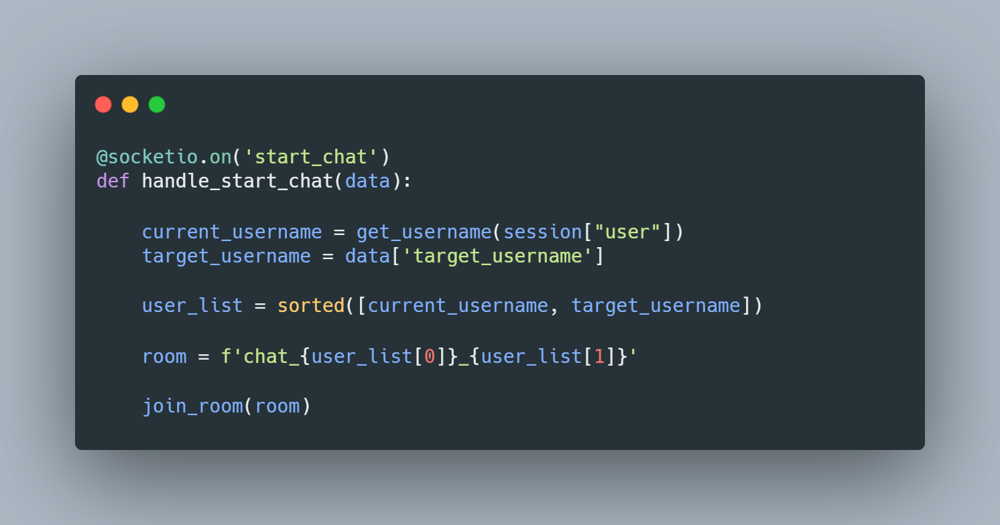 @socketio.on('start_chat')
def handle_start_chat(data):
    current_username = get_username(session["user"])
    target_username = data['target_username']
    user_list = sorted([current_username, target_username])
    room = f'chat_{user_list[0]}_{user_list[1]}'
    join_room(room)